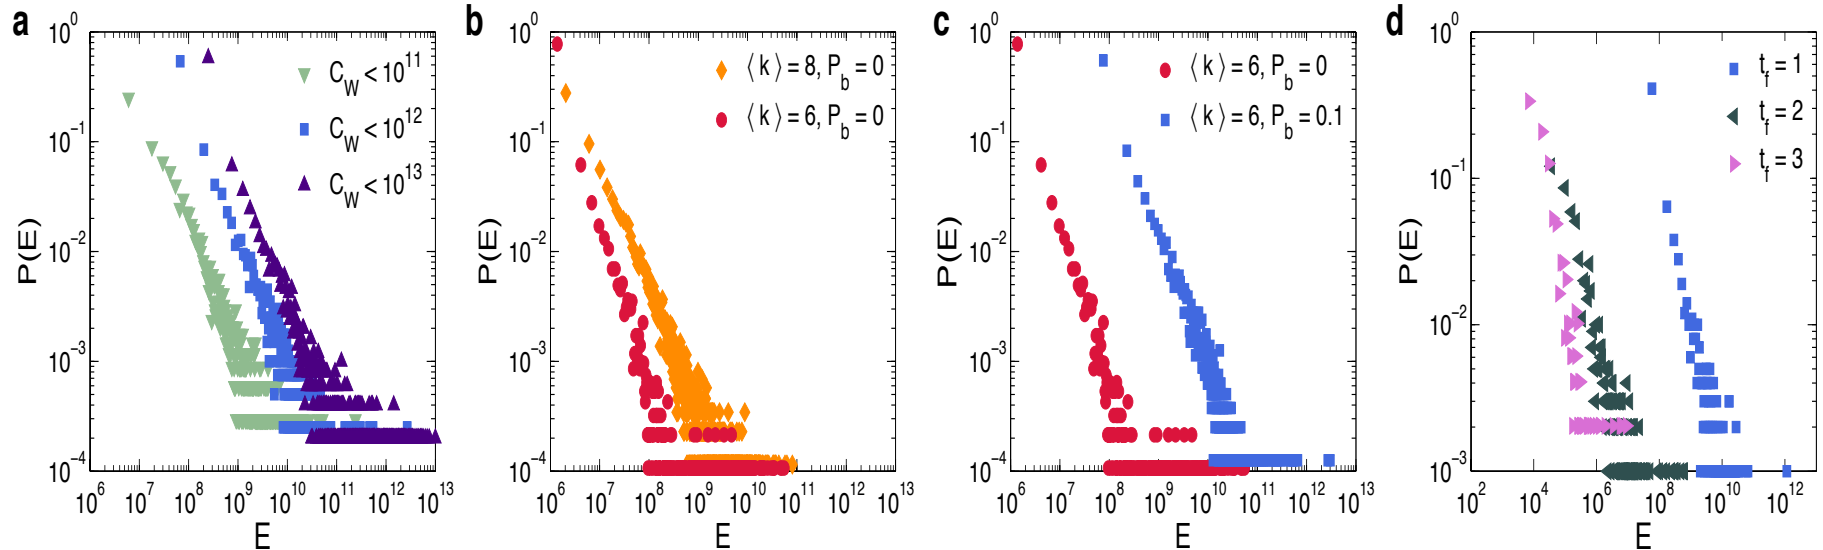 a
P(E)
10^0
10^-1
10^-2
10^-3
10^-4
C_W < 10^11
C_W < 10^12
C_W < 10^13
10^6 10^7 10^8 10^9 10^10 10^11 10^12 10^13
E
b
P(E)
10^0
10^-1
10^-2
10^-3
10^-4
⟨k⟩ = 8, P_b = 0
⟨k⟩ = 6, P_b = 0
10^6 10^7 10^8 10^9 10^10 10^11 10^12 10^13
E
c
P(E)
10^0
10^-1
10^-2
10^-3
10^-4
⟨k⟩ = 6, P_b = 0
⟨k⟩ = 6, P_b = 0.1
10^6 10^7 10^8 10^9 10^10 10^11 10^12 10^13
E
d
P(E)
10^0
10^-1
10^-2
10^-3
t_f = 1
t_f = 2
t_f = 3
10^2 10^4 10^6 10^8 10^10 10^12
E